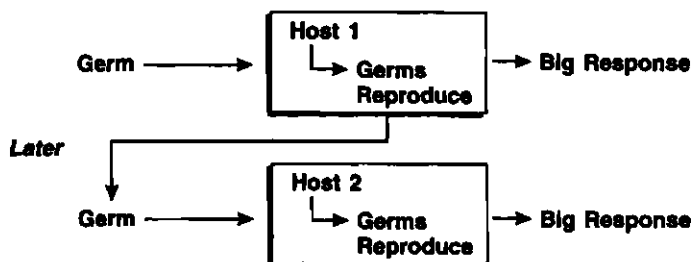 Host 1
Germ
Germs
Reproduce
Big Response
Later
Host 2
Germ
Germs
Reproduce
Big Response